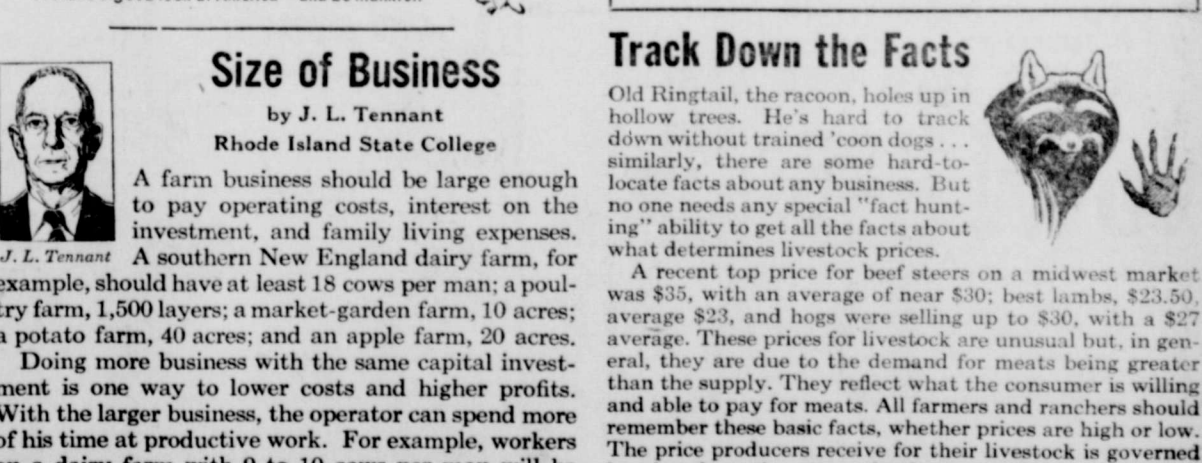 Size of Business
by J. L. Tennant
Rhode Island State College
J. L. Tennant
A farm business should be large enough
to pay operating costs, interest on the
investment, and family living expenses.
A southern New England dairy farm, for
example, should have at least 18 cows per man; a poul-
try farm, 1,500 layers; a market-garden farm, 10 acres;
a potato farm, 40 acres; and an apple farm, 20 acres.
Doing more business with the same capital invest-
ment is one way to lower costs and higher profits.
With the larger business, the operator can spend more
of his time at productive work. For example, workers
Track Down the Facts
Old Ringtail, the racoon, holes up in
hollow trees. He's hard to track
down without trained 'coon dogs . . .
similarly, there are some hard-to-
locate facts about any business. But
no one needs any special "fact hunt-
ing" ability to get all the facts about
what determines livestock prices.
A recent top price for beef steers on a midwest market
was $35, with an average of near $30; best lambs, $23.50,
average $23, and hogs were selling up to $30, with a $27
average. These prices for livestock are unusual but, in gen-
eral, they are due to the demand for meats being greater
than the supply. They reflect what the consumer is willing
and able to pay for meats. All farmers and ranchers should
remember these basic facts, whether prices are high or low.
The price producers receive for their livestock is governed